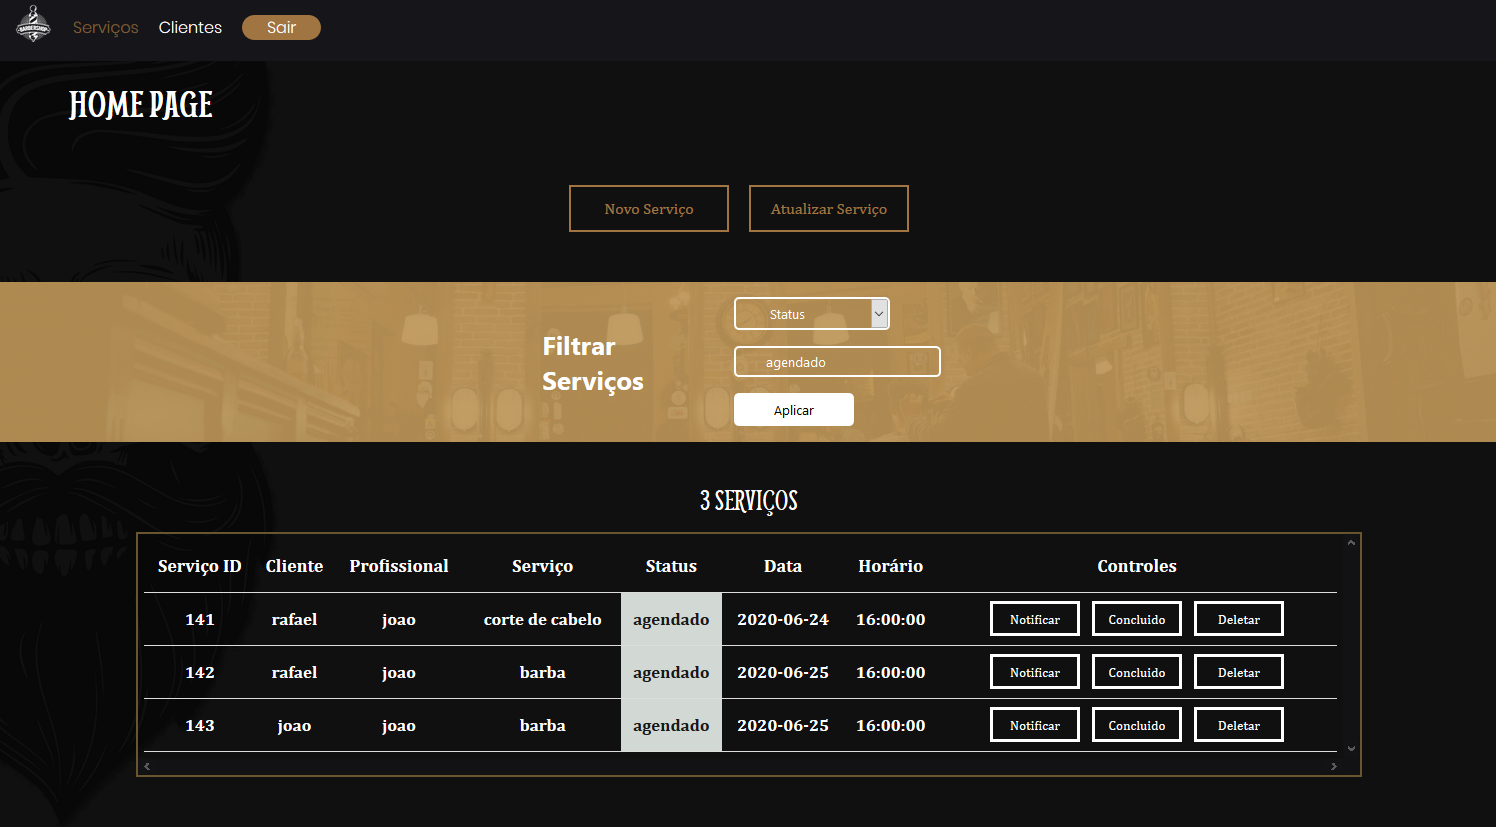 BARBERSHOP
Serviços Clientes Sair
HOME PAGE
Novo Serviço Atualizar Serviço
Status
Filtrar
Serviços
agendado
Aplicar
3 SERVIÇOS
Serviço ID Cliente Profissional Serviço Status Data Horário Controles
141 rafael joao corte de cabelo agendado 2020-06-24 16:00:00 Notificar Concluido Deletar
142 rafael joao barba agendado 2020-06-25 16:00:00 Notificar Concluido Deletar
143 joao joao barba agendado 2020-06-25 16:00:00 Notificar Concluido Deletar